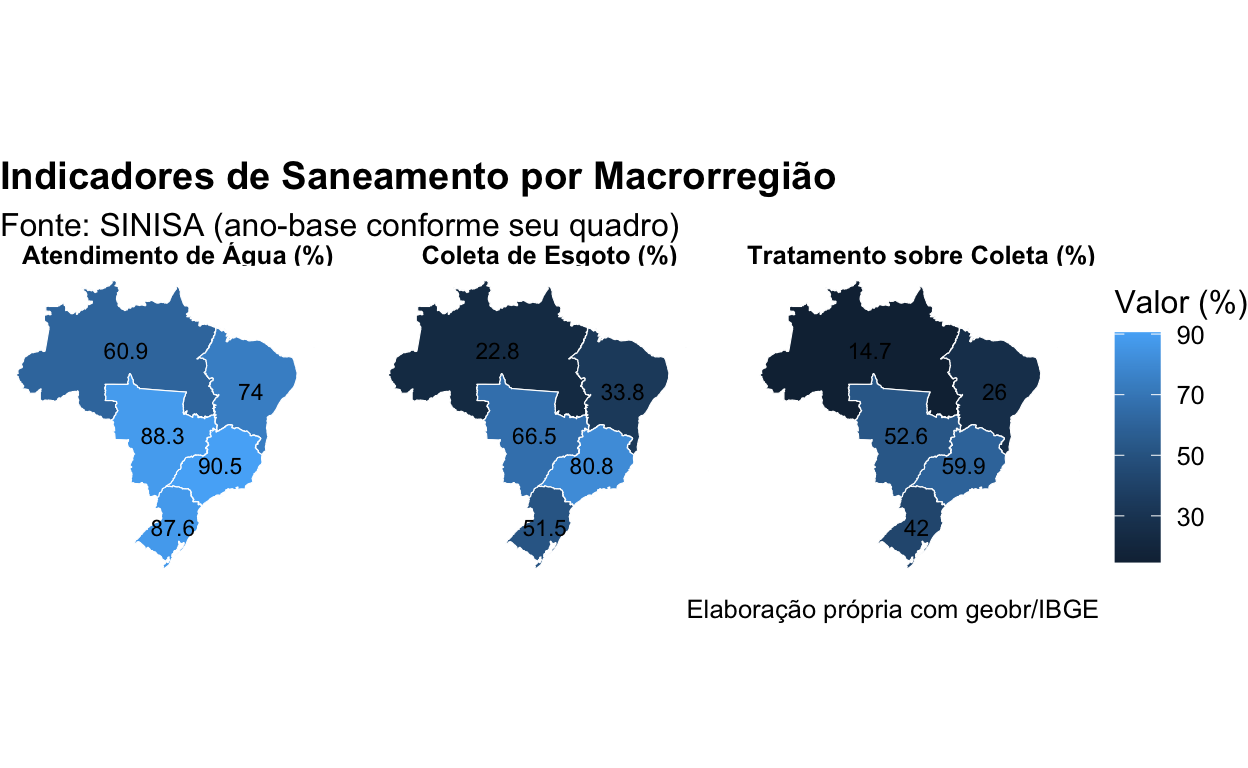 Indicadores de Saneamento por Macrorregião
Fonte: SINISA (ano-base conforme seu quadro)
Atendimento de Água (%)
Coleta de Esgoto (%)
Tratamento sobre Coleta (%)
60.9
74
88.3
90.5
87.6
22.8
33.8
66.5
80.8
51.5
14.7
26
52.6
59.9
42
Valor (%)
90
70
50
30
Elaboração própria com geobr/IBGE